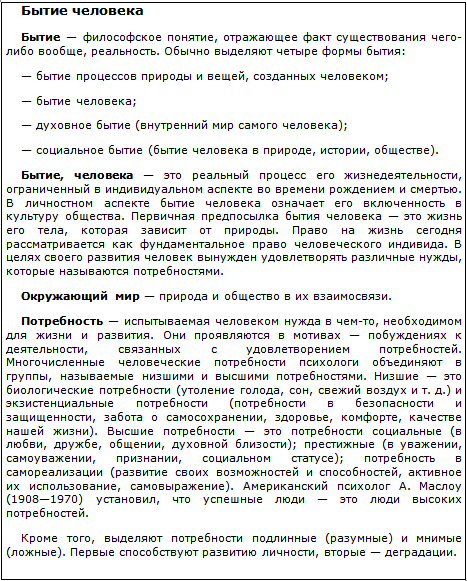 Бытие человека
Бытие — философское понятие, отражающее факт существования чего-
либо вообще, реальность. Обычно выделяют четыре формы бытия:
— бытие процессов природы и вещей, созданных человеком;
— бытие человека;
— духовное бытие (внутренний мир самого человека);
— социальное бытие (бытие человека в природе, истории, обществе).
Бытие, человека — это реальный процесс его жизнедеятельности,
ограниченный в индивидуальном аспекте во времени рождением и смертью.
В личностном аспекте бытие человека означает его включенность в
культуру общества. Первичная предпосылка бытия человека — это жизнь
его тела, которая зависит от природы. Право на жизнь сегодня
рассматривается как фундаментальное право человеческого индивида. В
целях своего развития человек вынужден удовлетворять различные нужды,
которые называются потребностями.
Окружающий мир — природа и общество в их взаимосвязи.
Потребность — испытываемая человеком нужда в чем-то, необходимом
для жизни и развития. Они проявляются в мотивах — побуждениях к
деятельности, связанных с удовлетворением потребностей.
Многочисленные человеческие потребности психологи объединяют в
группы, называемые низшими и высшими потребностями. Низшие — это
биологические потребности (утоление голода, сон, свежий воздух и т. д.) и
экзистенциальные потребности (потребности в безопасности и
защищенности, забота о самосохранении, здоровье, комфорте, качестве
нашей жизни). Высшие потребности — это потребности социальные (в
любви, дружбе, общении, духовной близости); престижные (в уважении,
самоуважении, признании, социальном статусе); потребность в
самореализации (развитие своих возможностей и способностей, активное
их использование, самовыражение). Американский психолог А. Маслоу
(1908—1970) установил, что успешные люди — это люди высоких
потребностей.
Кроме того, выделяют потребности подлинные (разумные) и мнимые
(ложные). Первые способствуют развитию личности, вторые — деградации.